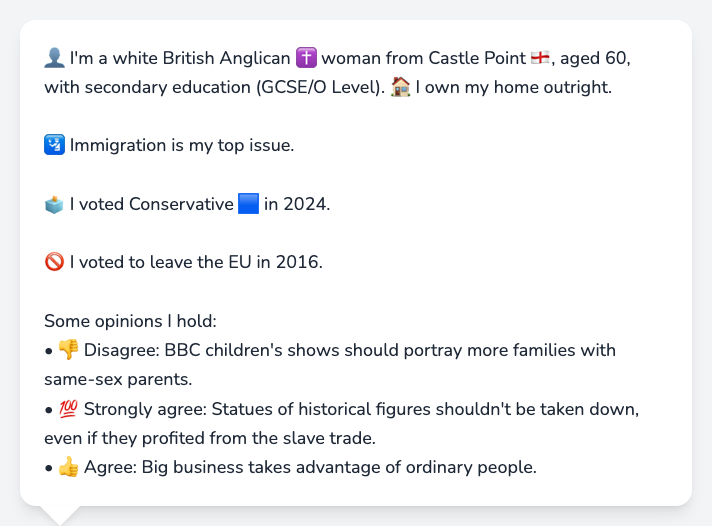 👤 I'm a white British Anglican ✝️ woman from Castle Point 🏴󠁧󠁢󠁥󠁮󠁧󠁿, aged 60,
with secondary education (GCSE/O Level). 🏠 I own my home outright.
🛂 Immigration is my top issue.
🗳️ I voted Conservative 🟦 in 2024.
🚫 I voted to leave the EU in 2016.
Some opinions I hold:
• 👎 Disagree: BBC children's shows should portray more families with
same-sex parents.
• 💯 Strongly agree: Statues of historical figures shouldn't be taken down,
even if they profited from the slave trade.
• 👍 Agree: Big business takes advantage of ordinary people.